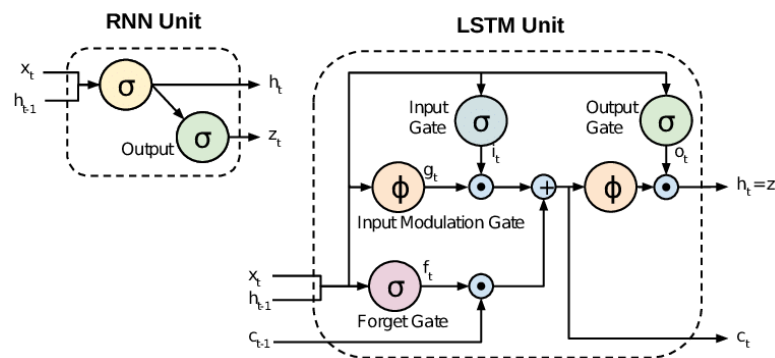 RNN Unit
x_t
h_t-1
σ
h_t
Output
σ
z_t
LSTM Unit
Input
Gate
σ
i_t
Output
Gate
σ
o_t
ϕ
g_t
+
ϕ
h_t=z
Input Modulation Gate
x_t
h_t-1
σ
f_t
Forget Gate
c_t-1
c_t